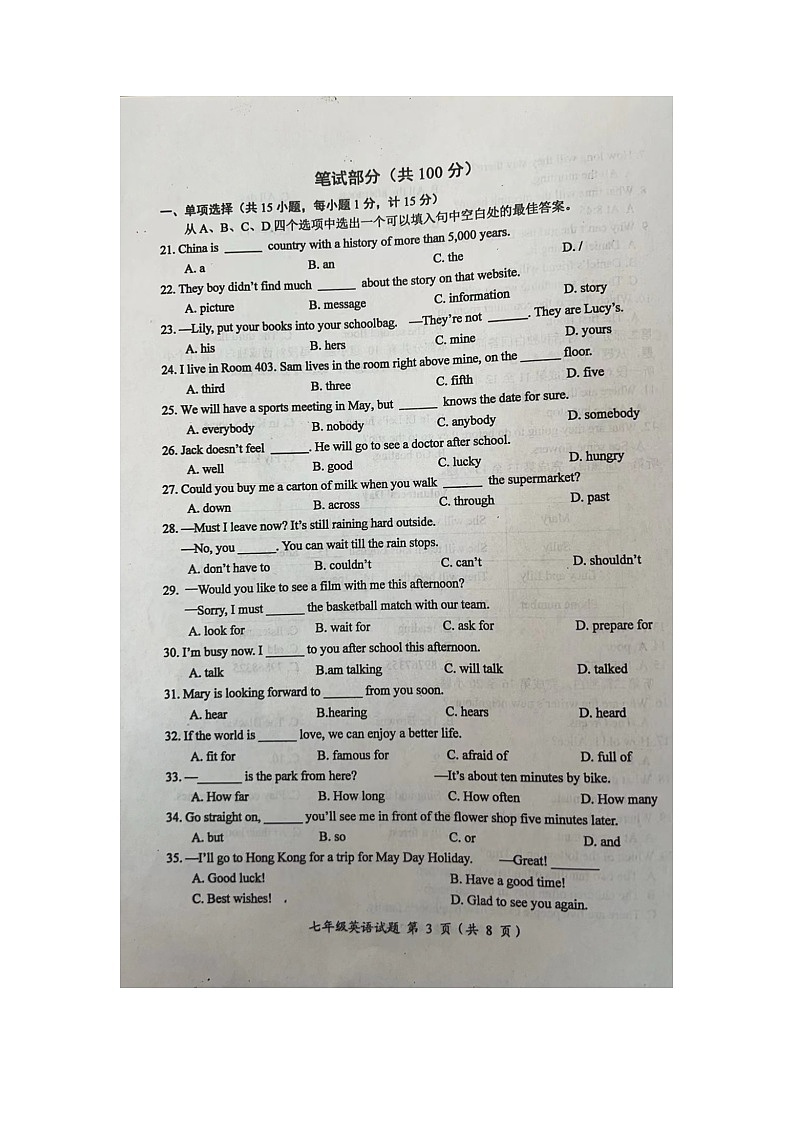 笔试部分（共 100 分）
一、单项选择（共 15 小题，每小题 1 分，计 15 分）
从 A、B、C、D 四个选项中选出一个可以填入句中空白处的最佳答案。
21. China is ______ country with a history of more than 5,000 years.
A. a B. an C. the D. /
22. They boy didn't find much ______ about the story on that website.
A. picture B. message C. information D. story
23. —Lily, put your books into your schoolbag. —They're not ______. They are Lucy's.
A. his B. hers C. mine D. yours
24. I live in Room 403. Sam lives in the room right above mine, on the ______ floor.
A. third B. three C. fifth D. five
25. We will have a sports meeting in May, but ______ knows the date for sure.
A. everybody B. nobody C. anybody D. somebody
26. Jack doesn't feel ______. He will go to see a doctor after school.
A. well B. good C. lucky D. hungry
27. Could you buy me a carton of milk when you walk ______ the supermarket?
A. down B. across C. through D. past
28. —Must I leave now? It's still raining hard outside.
—No, you ______. You can wait till the rain stops.
A. don't have to B. couldn't C. can't D. shouldn't
29. —Would you like to see a film with me this afternoon?
—Sorry, I must ______ the basketball match with our team.
A. look for B. wait for C. ask for D. prepare for
30. I'm busy now. I ______ to you after school this afternoon.
A. talk B.am talking C. will talk D. talked
31. Mary is looking forward to ______ from you soon.
A. hear B.hearing C. hears D. heard
32. If the world is ______ love, we can enjoy a better life.
A. fit for B. famous for C. afraid of D. full of
33. —______ is the park from here? —It's about ten minutes by bike.
A. How far B. How long C. How often D. How many
34. Go straight on, ______ you'll see me in front of the flower shop five minutes later.
A. but B. so C. or D. and
35. —I'll go to Hong Kong for a trip for May Day Holiday. —Great! ______
A. Good luck! B. Have a good time!
C. Best wishes! D. Glad to see you again.
七年级英语试题 第 3 页（共 8 页）